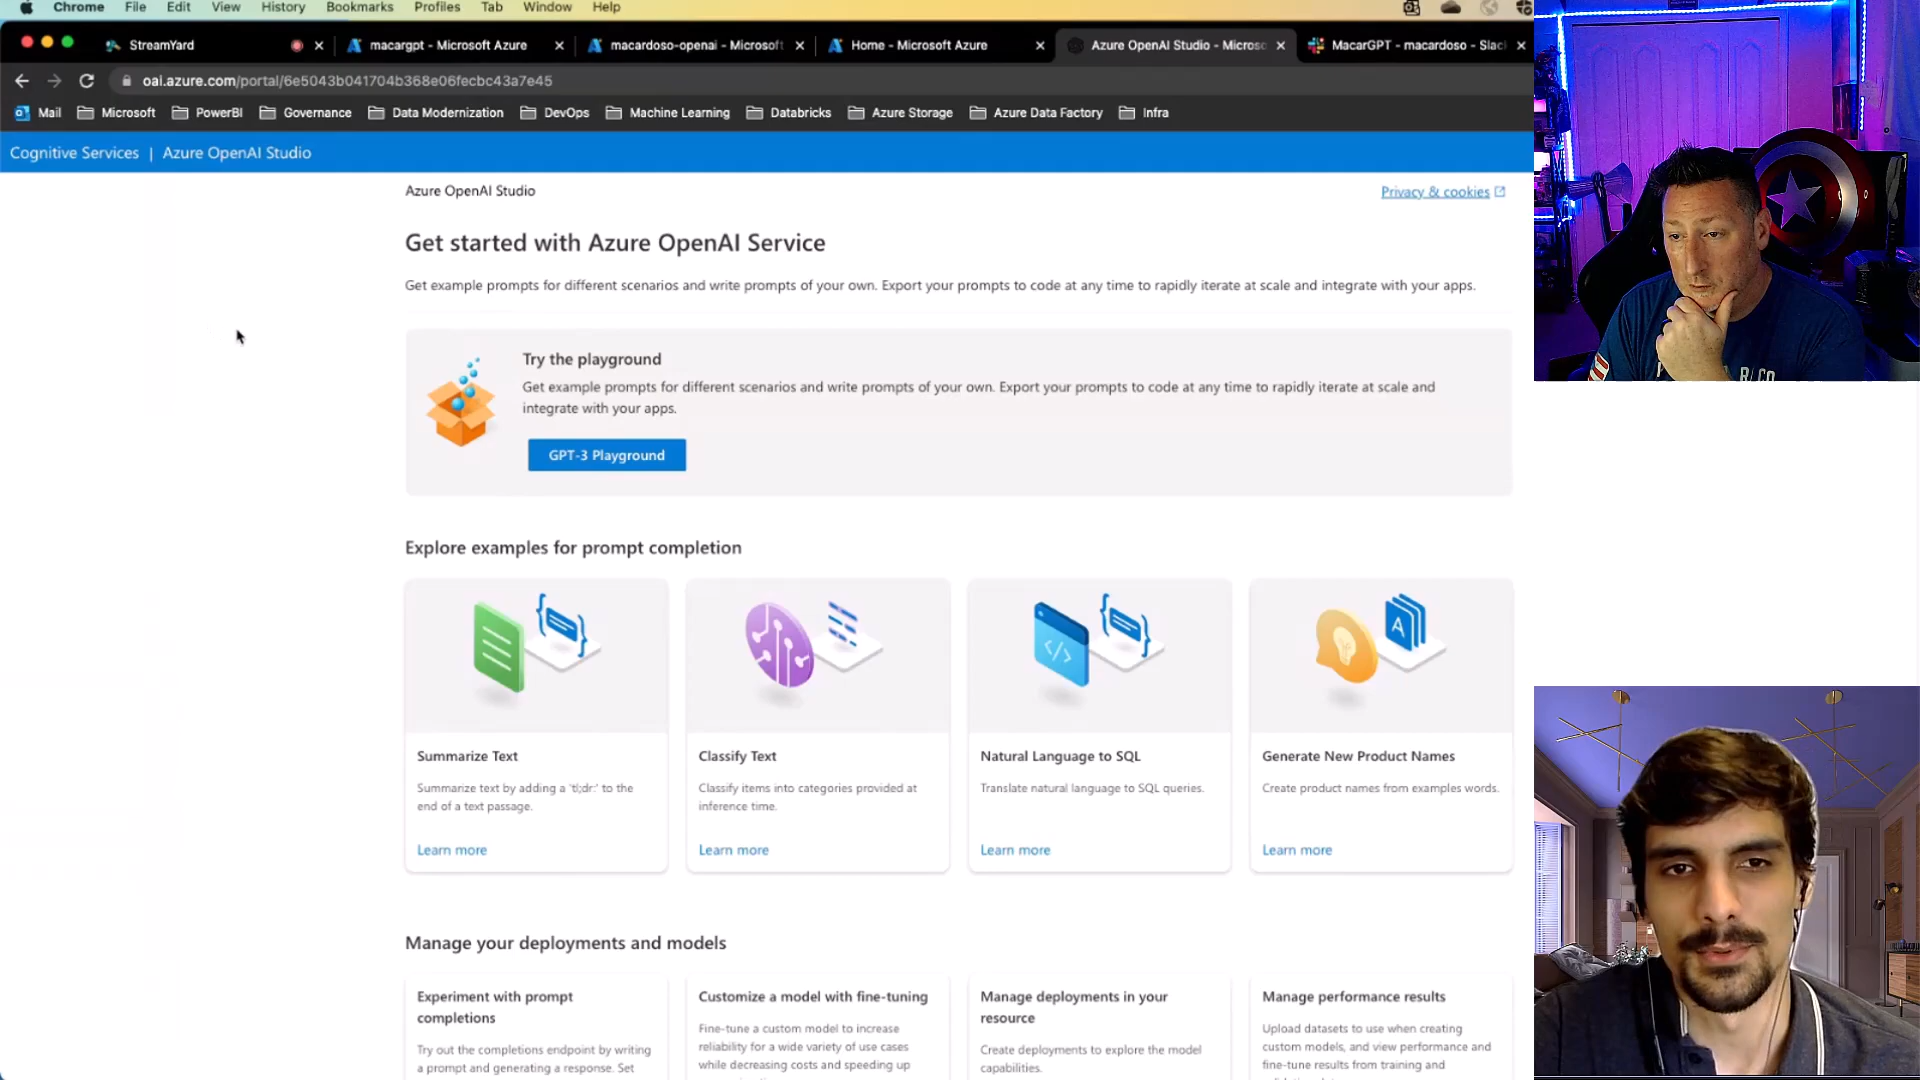 Chrome File Edit View History Bookmarks Profiles Tab Window Help
StreamYard
macargpt - Microsoft Azure
macardoso-openai - Microsoft
Home - Microsoft Azure
Azure OpenAI Studio - Microso
MacarGPT - macardoso - Slac
oai.azure.com/portal/6e5043b041704b368e06fecbc43a7e45
Mail Microsoft PowerBI Governance Data Modernization DevOps Machine Learning Databricks Azure Storage Azure Data Factory Infra
Cognitive Services | Azure OpenAI Studio
Azure OpenAI Studio
Privacy & cookies
Get started with Azure OpenAI Service
Get example prompts for different scenarios and write prompts of your own. Export your prompts to code at any time to rapidly iterate at scale and integrate with your apps.
Try the playground
Get example prompts for different scenarios and write prompts of your own. Export your prompts to code at any time to rapidly iterate at scale and
integrate with your apps.
GPT-3 Playground
Explore examples for prompt completion
Summarize Text
Summarize text by adding a 'tl;dr:' to the
end of a text passage.
Learn more
Classify Text
Classify items into categories provided at
inference time.
Learn more
Natural Language to SQL
Translate natural language to SQL queries.
Learn more
Generate New Product Names
Create product names from examples words.
Learn more
Manage your deployments and models
Experiment with prompt
completions
Try out the completions endpoint by writing
a prompt and generating a response. Set
Customize a model with fine-tuning
Fine-tune a custom model to increase
reliability for a wide variety of use cases
while decreasing costs and speeding up
Manage deployments in your
resource
Create deployments to explore the model
capabilities.
Manage performance results
Upload datasets to use when creating
custom models, and view performance and
fine-tune results from training and